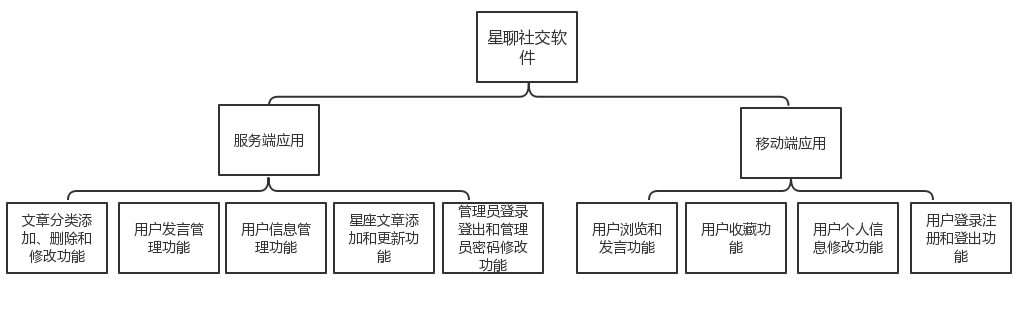 星聊社交软
件
服务端应用
移动端应用
文章分类添
加、删除和
修改功能
用户发言管
理功能
用户信息管
理功能
星座文章添
加和更新功
能
管理员登录
登出和管理
员密码修改
功能
用户浏览和
发言功能
用户收藏功
能
用户个人信
息修改功能
用户登录注
册和登出功
能